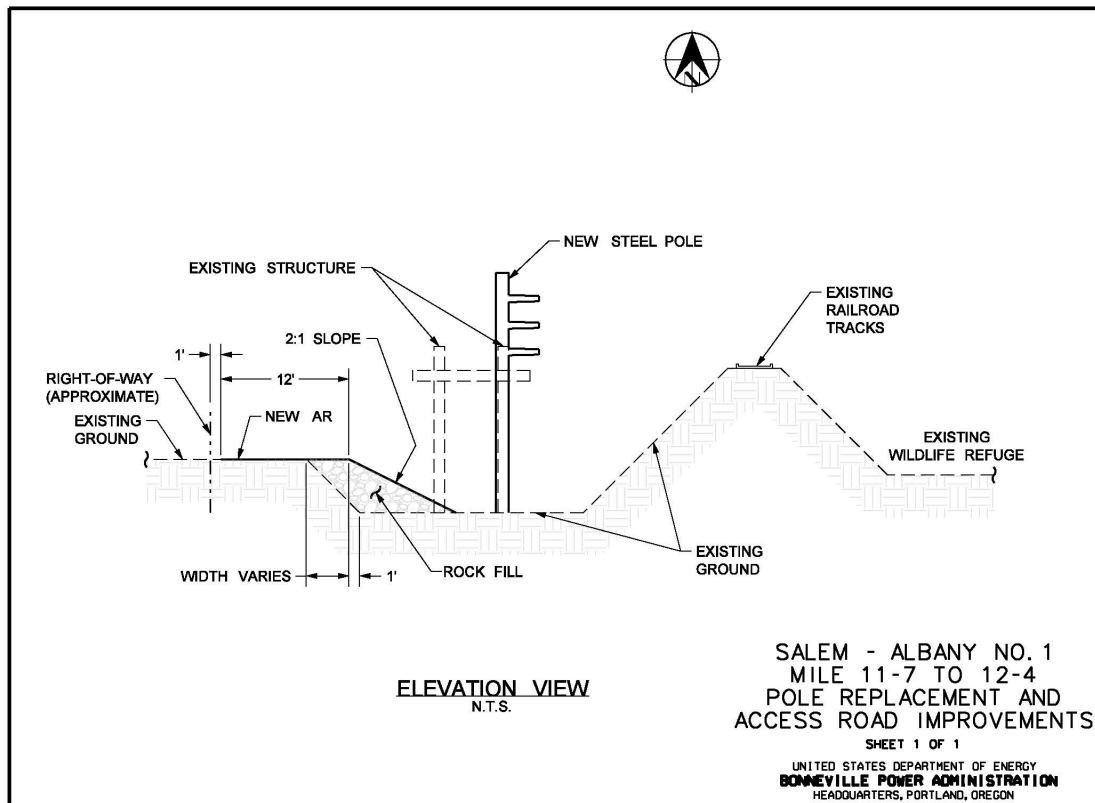 N
NEW STEEL POLE
EXISTING STRUCTURE
EXISTING
RAILROAD
TRACKS
2:1 SLOPE
1'
12'
RIGHT-OF-WAY
(APPROXIMATE)
EXISTING
GROUND
NEW AR
EXISTING
WILDLIFE REFUGE
EXISTING
GROUND
WIDTH VARIES
1'
ROCK FILL
ELEVATION VIEW
N.T.S.
SALEM - ALBANY NO. 1
MILE 11-7 TO 12-4
POLE REPLACEMENT AND
ACCESS ROAD IMPROVEMENTS
SHEET 1 OF 1
UNITED STATES DEPARTMENT OF ENERGY
BONNEVILLE POWER ADMINISTRATION
HEADQUARTERS, PORTLAND, OREGON